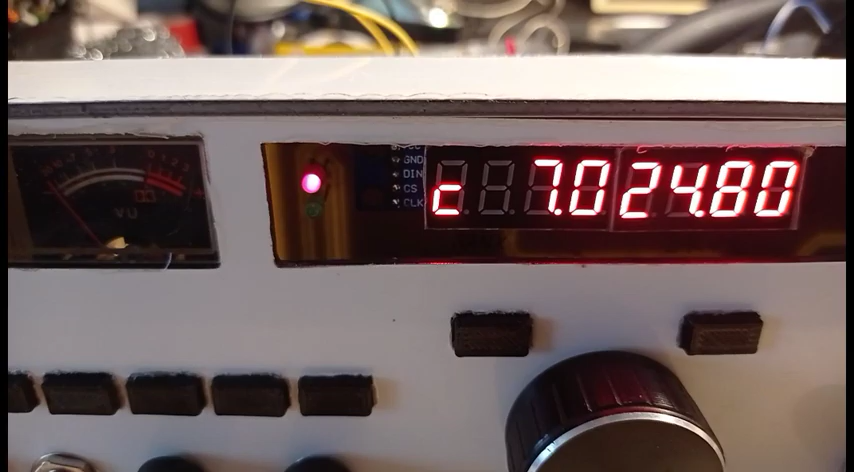 GND
DIN
CS
CLK
c 7.024.80
VU